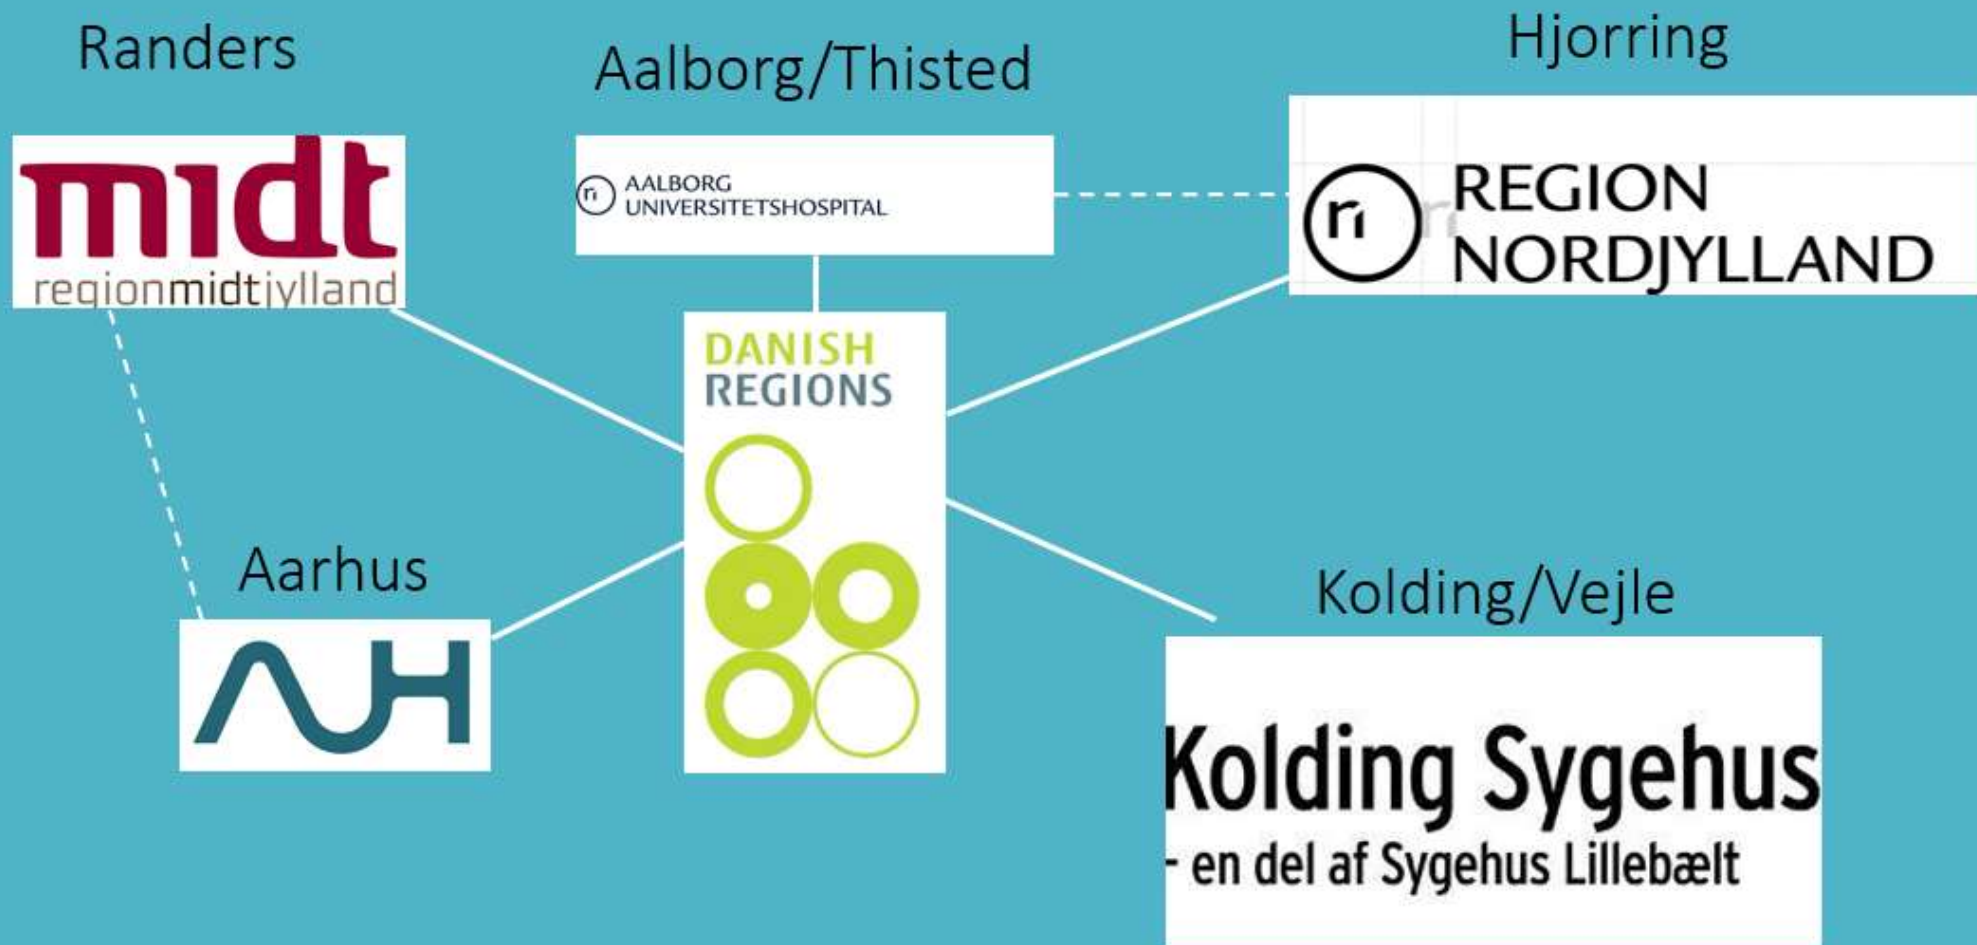 Randers
Aalborg/Thisted
Hjorring
midt
regionmidtjylland
AALBORG
UNIVERSITETSHOSPITAL
REGION
NORDJYLLAND
DANISH
REGIONS
Aarhus
AUH
Kolding/Vejle
Kolding Sygehus
- en del af Sygehus Lillebælt